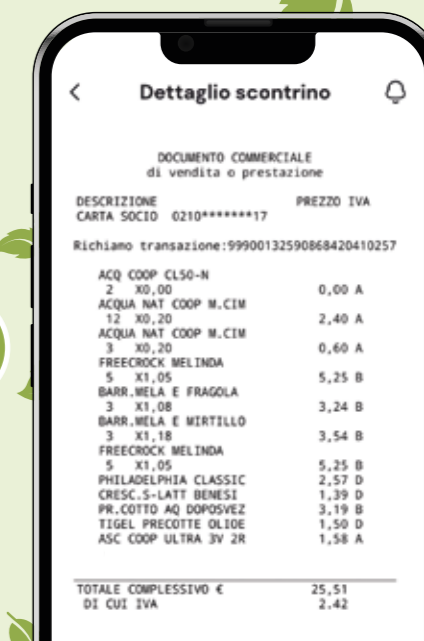 Dettaglio scontrino
DOCUMENTO COMMERCIALE
di vendita o prestazione
DESCRIZIONE PREZZO IVA
CARTA SOCIO 0210*******17
Richiamo transazione:99900132590868420410257
ACQ COOP CL50-N
2 X0,00 0,00 A
ACQUA NAT COOP M.CIM
12 X0,20 2,40 A
ACQUA NAT COOP M.CIM
3 X0,20 0,60 A
FREECROCK MELINDA
5 X1,05 5,25 B
BARR.MELA E FRAGOLA
3 X1,08 3,24 B
BARR.MELA E MIRTILLO
3 X1,18 3,54 B
FREECROCK MELINDA
5 X1,05 5,25 B
PHILADELPHIA CLASSIC 2,57 D
CRESC.S-LATT BENESI 1,39 D
PR.COTTO AQ DOPOSVEZ 3,19 B
TIGEL PRECOTTE OLIOE 1,50 D
ASC COOP ULTRA 3V 2R 1,58 A
TOTALE COMPLESSIVO € 25,51
DI CUI IVA 2.42